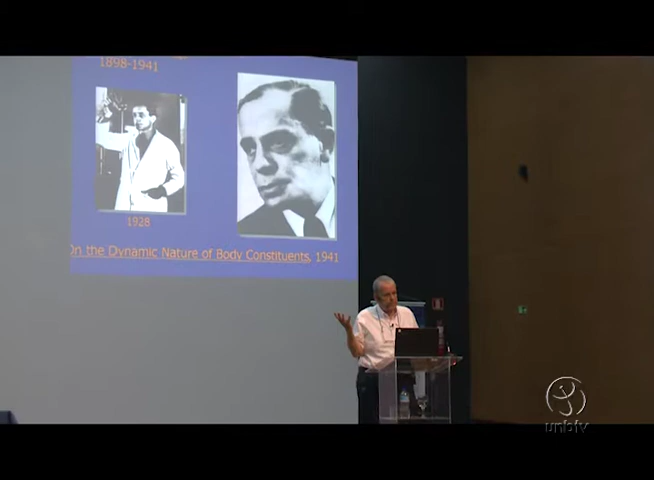 1898-1941
1928
On the Dynamic Nature of Body Constituents, 1941
unbtv